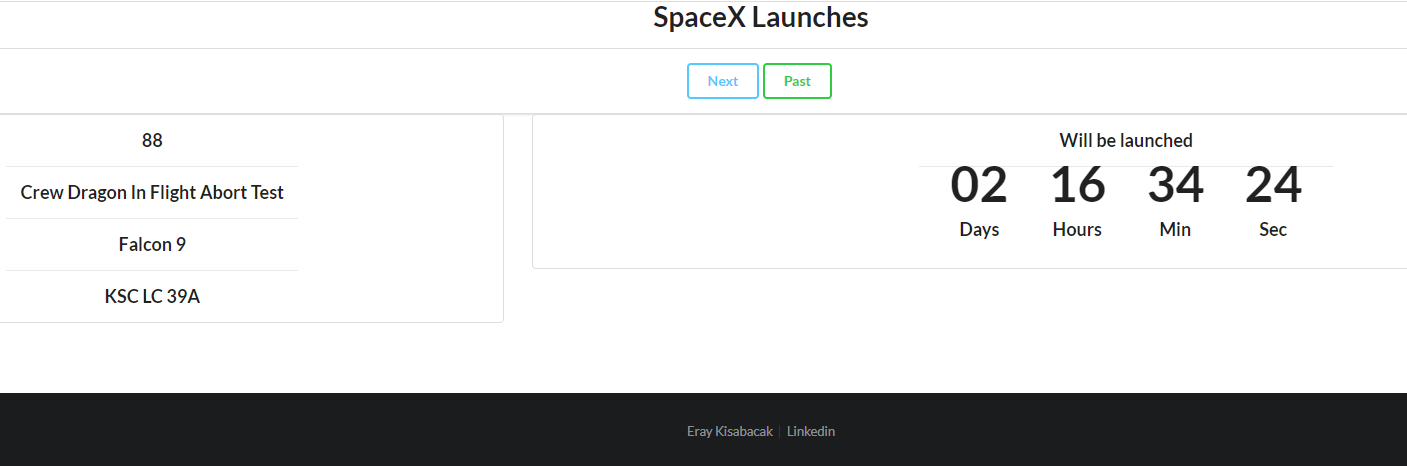 SpaceX Launches
Next Past
88
Crew Dragon In Flight Abort Test
Falcon 9
KSC LC 39A
Will be launched
02 16 34 24
Days Hours Min Sec
Eray Kisabacak | Linkedin